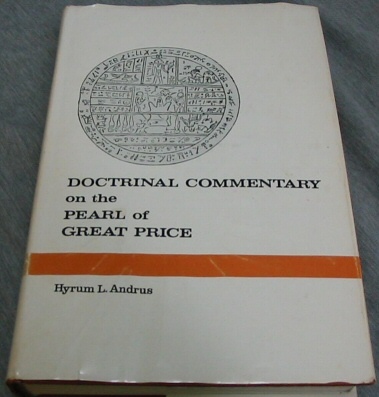 DOCTRINAL COMMENTARY
on the
PEARL of
GREAT PRICE
Hyrum L. Andrus